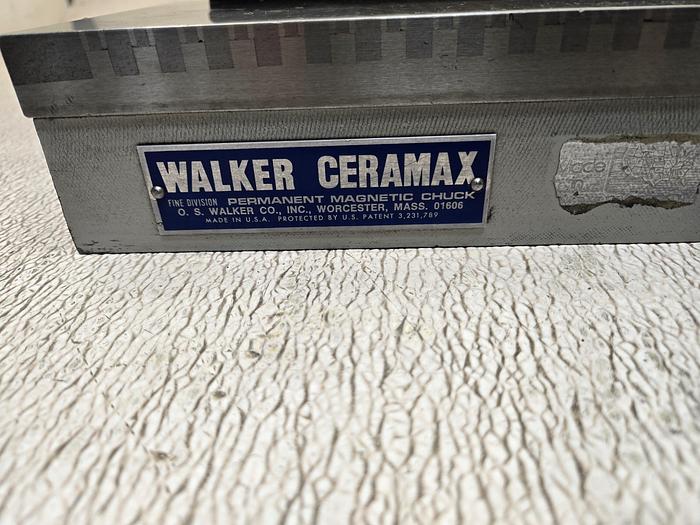 WALKER CERAMAX
FINE DIVISION PERMANENT MAGNETIC CHUCK
O. S. WALKER CO., INC., WORCESTER, MASS. 01606
MADE IN U.S.A. PROTECTED BY U.S. PATENT 3,231,789